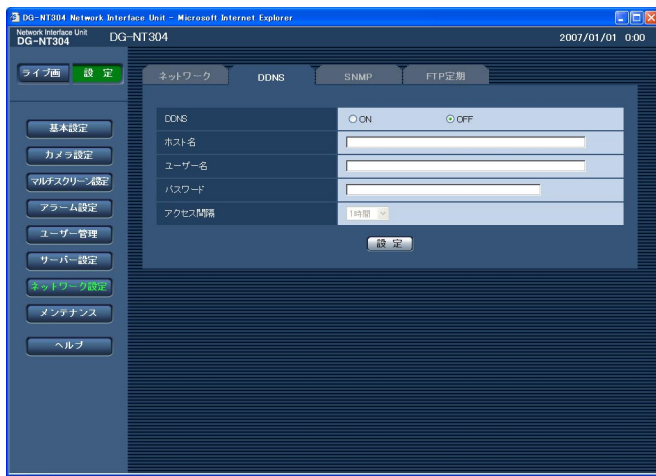 DG-NT304 Network Interface Unit - Microsoft Internet Explorer
Network Interface Unit
DG-NT304
DG-NT304
2007/01/01 0:00
ライブ画 設 定
ネットワーク DDNS SNMP FTP定期
基本設定
カメラ設定
マルチスクリーン設定
アラーム設定
ユーザー管理
サーバー設定
ネットワーク設定
メンテナンス
ヘルプ
DDNS ON OFF
ホスト名
ユーザー名
パスワード
アクセス間隔 1時間
設 定